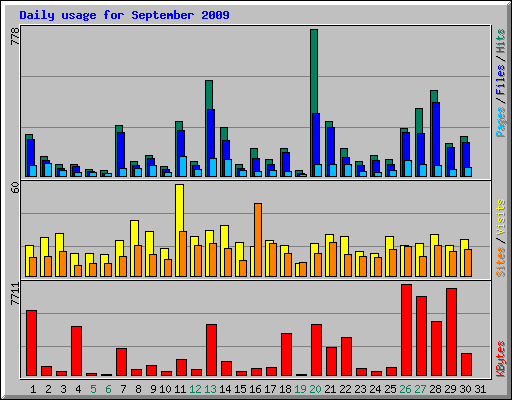 Daily usage for September 2009
778
60
7711
Pages / Files / Hits
Sites / Visits
KBytes
1 2 3 4 5 6 7 8 9 10 11 12 13 14 15 16 17 18 19 20 21 22 23 24 25 26 27 28 29 30 31